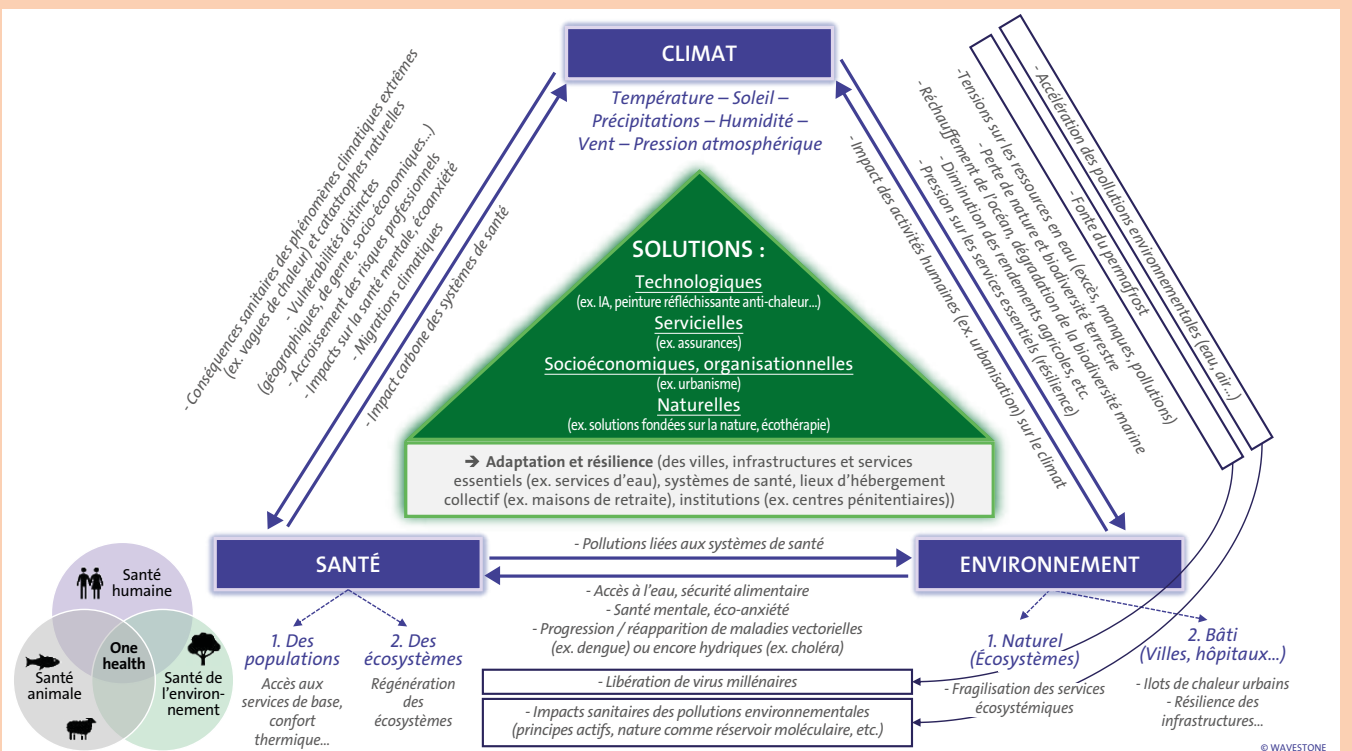 CLIMAT
Température – Soleil –
Précipitations – Humidité –
Vent – Pression atmosphérique
- Conséquences sanitaires des phénomènes climatiques extrêmes
(ex. vagues de chaleur) et catastrophes naturelles
- Vulnérabilités distinctes
(géographiques, de genre, socio-économiques...)
- Accroissement des risques professionnels
- Impacts sur la santé mentale, écoanxiété
- Migrations climatiques
- Impact carbone des systèmes de santé
- Accélération des pollutions environnementales (eau, air...)
- Fonte du permafrost
-Tensions sur les ressources en eau (excès, manques, pollutions)
- Perte de nature et biodiversité terrestre
- Réchauffement de l'océan, dégradation de la biodiversité marine
- Diminution des rendements agricoles, etc.
- Pression sur les services essentiels (résilience)
- Impact des activités humaines (ex. urbanisation) sur le climat
SOLUTIONS :
Technologiques
(ex. IA, peinture réfléchissante anti-chaleur...)
Servicielles
(ex. assurances)
Socioéconomiques, organisationnelles
(ex. urbanisme)
Naturelles
(ex. solutions fondées sur la nature, écothérapie)
➔ Adaptation et résilience (des villes, infrastructures et services
essentiels (ex. services d'eau), systèmes de santé, lieux d'hébergement
collectif (ex. maisons de retraite), institutions (ex. centres pénitentiaires))
SANTÉ
- Pollutions liées aux systèmes de santé
ENVIRONNEMENT
- Accès à l'eau, sécurité alimentaire
- Santé mentale, éco-anxiété
- Progression / réapparition de maladies vectorielles
(ex. dengue) ou encore hydriques (ex. choléra)
- Libération de virus millénaires
- Impacts sanitaires des pollutions environnementales
(principes actifs, nature comme réservoir moléculaire, etc.)
1. Des
populations
Accès aux
services de base,
confort
thermique...
2. Des
écosystèmes
Régénération
des
écosystèmes
1. Naturel
(Écosystèmes)
- Fragilisation des services
écostémiques
2. Bâti
(Villes, hôpitaux...)
- Ilots de chaleur urbains
- Résilience des
infrastructures...
Santé
humaine
One
health
Santé
animale
Santé de
l'environ-
nement
© WAVESTONE